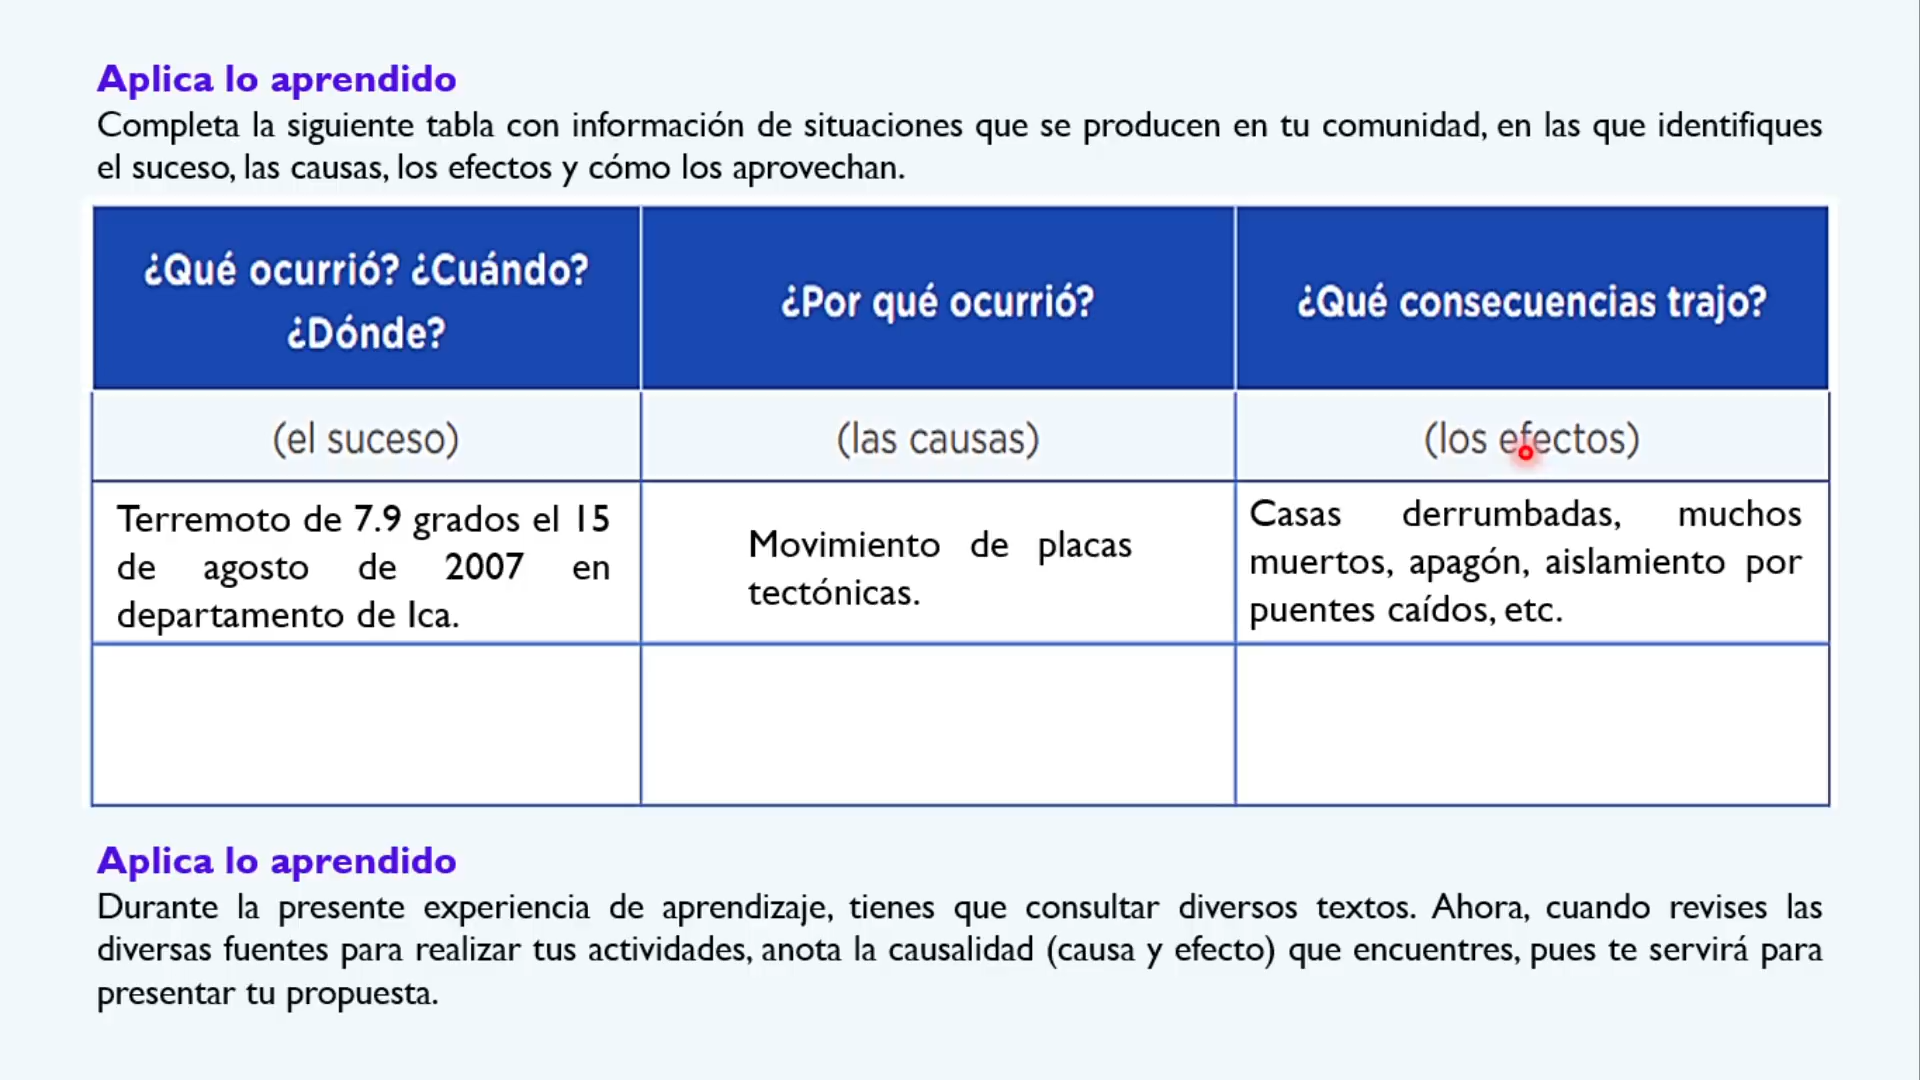 Aplica lo aprendido
Completa la siguiente tabla con información de situaciones que se producen en tu comunidad, en las que identifiques
el suceso, las causas, los efectos y cómo los aprovechan.
¿Qué ocurrió? ¿Cuándo?
¿Dónde?
¿Por qué ocurrió?
¿Qué consecuencias trajo?
(el suceso)
(las causas)
(los efectos)
Terremoto de 7.9 grados el 15
de agosto de 2007 en
departamento de Ica.
Movimiento de placas
tectónicas.
Casas derrumbadas, muchos
muertos, apagón, aislamiento por
puentes caídos, etc.
Aplica lo aprendido
Durante la presente experiencia de aprendizaje, tienes que consultar diversos textos. Ahora, cuando revises las
diversas fuentes para realizar tus actividades, anota la causalidad (causa y efecto) que encuentres, pues te servirá para
presentar tu propuesta.